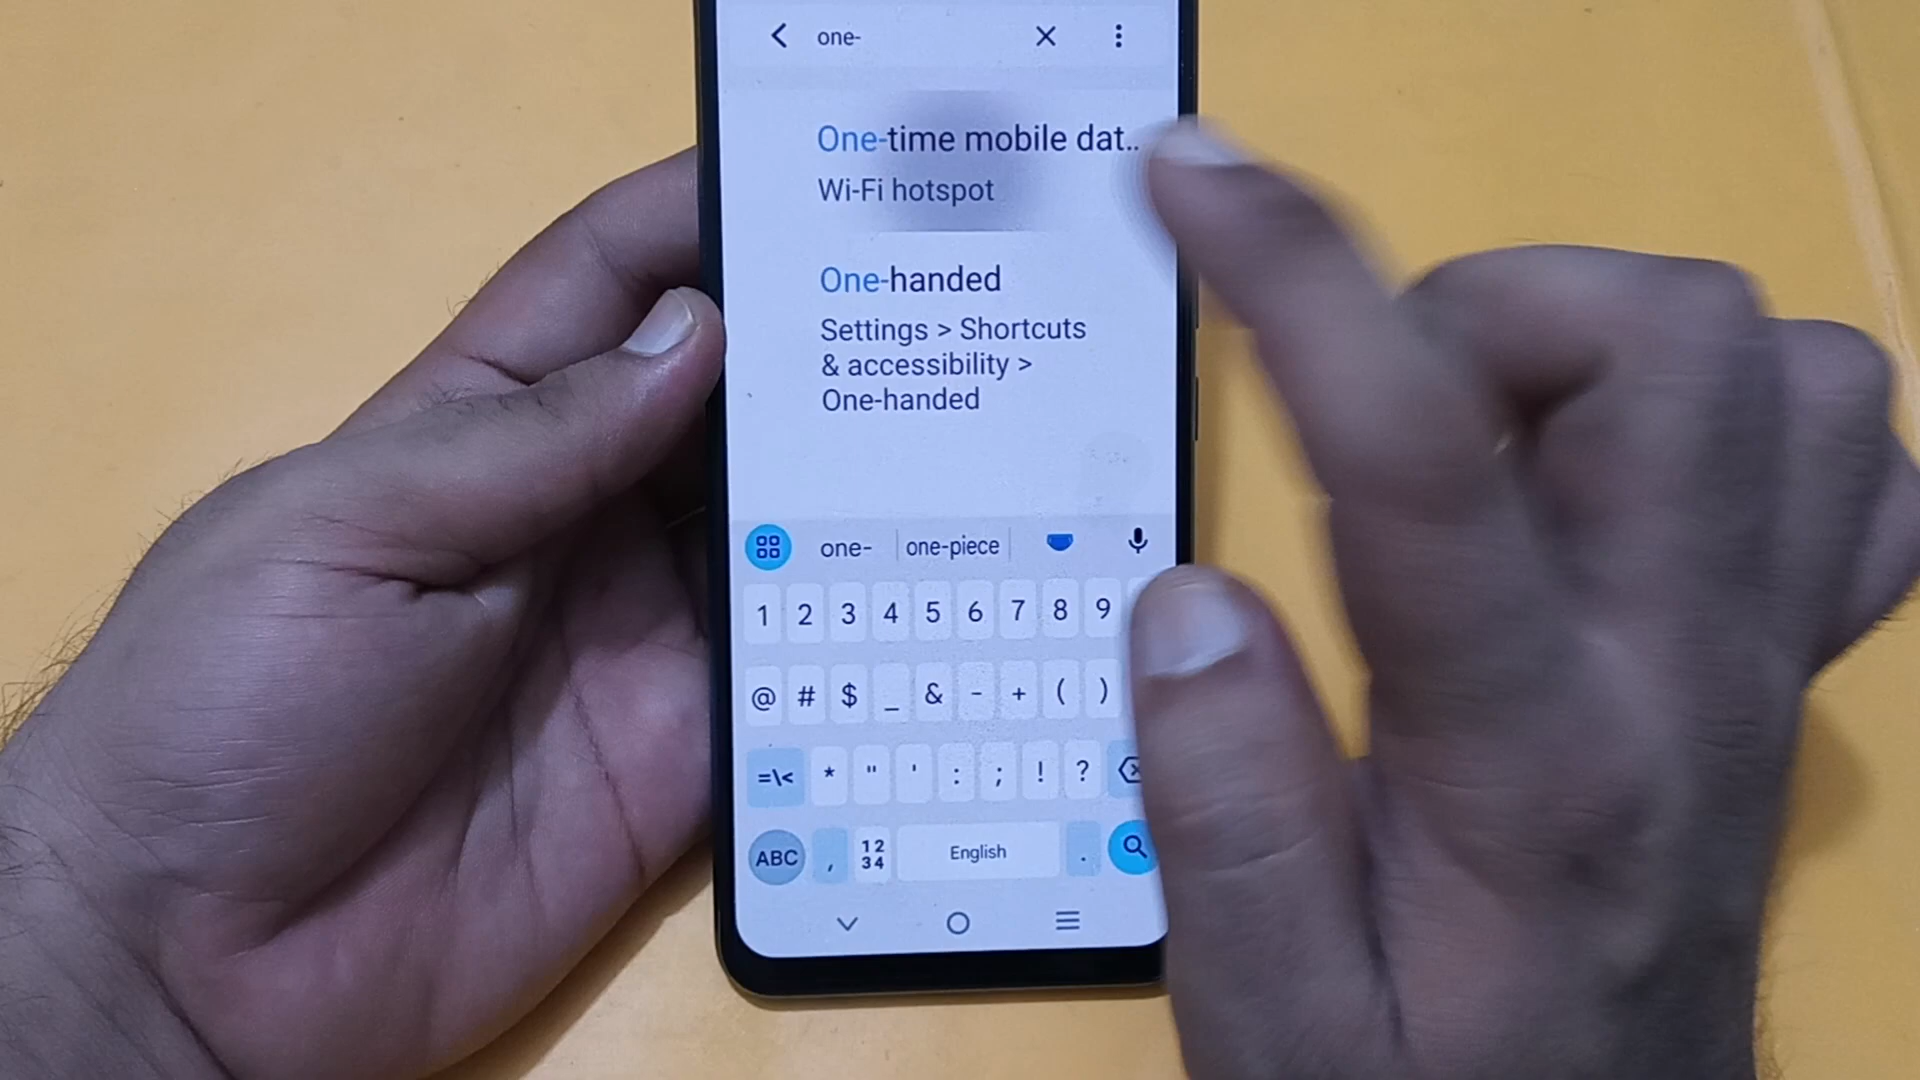 one-
One-time mobile dat..
Wi-Fi hotspot
One-handed
Settings > Shortcuts
& accessibility >
One-handed
one- one-piece
1 2 3 4 5 6 7 8 9
@ # $ _ & - + ( )
=\< * " ' : ; ! ?
ABC , 12 34 English .